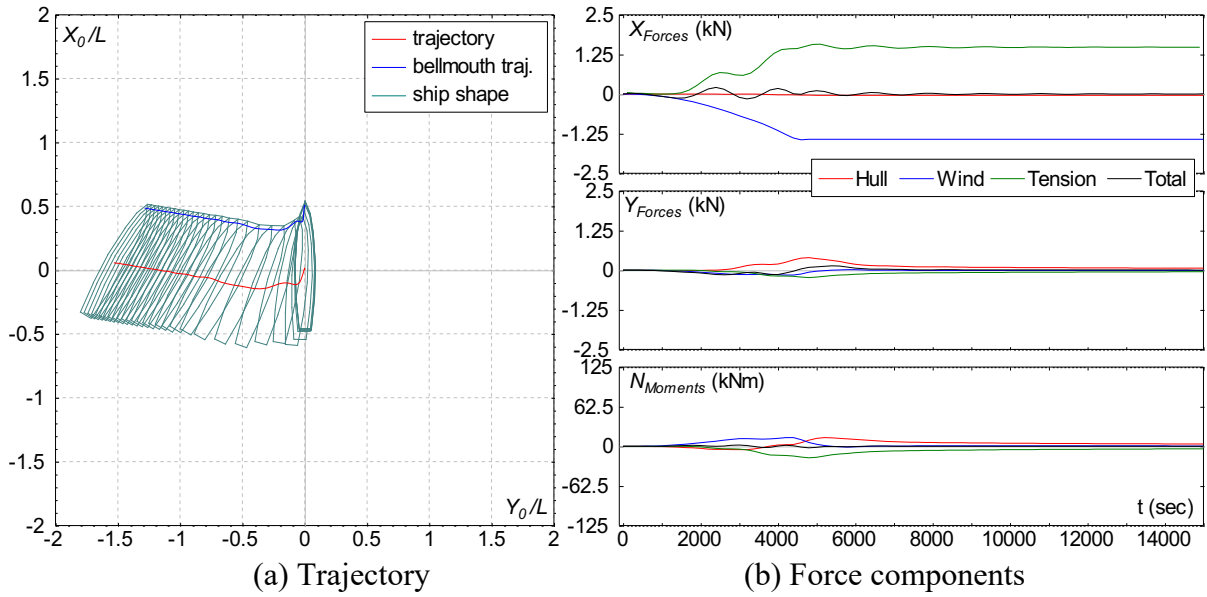 2
1.5
1
0.5
0
-0.5
-1
-1.5
-2
X0/L
trajectory
bellmouth traj.
ship shape
Y0/L
-2 -1.5 -1 -0.5 0 0.5 1 1.5 2
(a) Trajectory
2.5
1.25
0
-1.25
-2.5
XForces (kN)
Hull Wind Tension Total
2.5
1.25
0
-1.25
-2.5
YForces (kN)
125
62.5
0
-62.5
-125
NMoments (kNm)
t (sec)
0 2000 4000 6000 8000 10000 12000 14000
(b) Force components